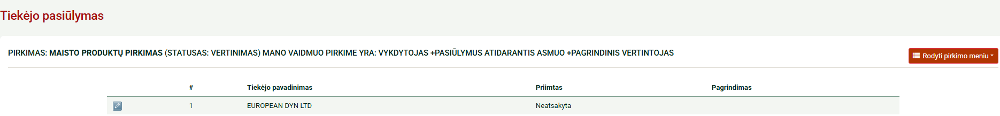 Tiekėjo pasiūlymas
PIRKIMAS: MAISTO PRODUKTŲ PIRKIMAS (STATUSAS: VERTINIMAS) MANO VAIDMUO PIRKIME YRA: VYKDYTOJAS +PASIŪLYMUS ATIDARANTIS ASMUO +PAGRINDINIS VERTINTOJAS
Rodyti pirkimo meniu
# Tiekėjo pavadinimas Priimtas Pagrindimas
1 EUROPEAN DYN LTD Neatsakyta